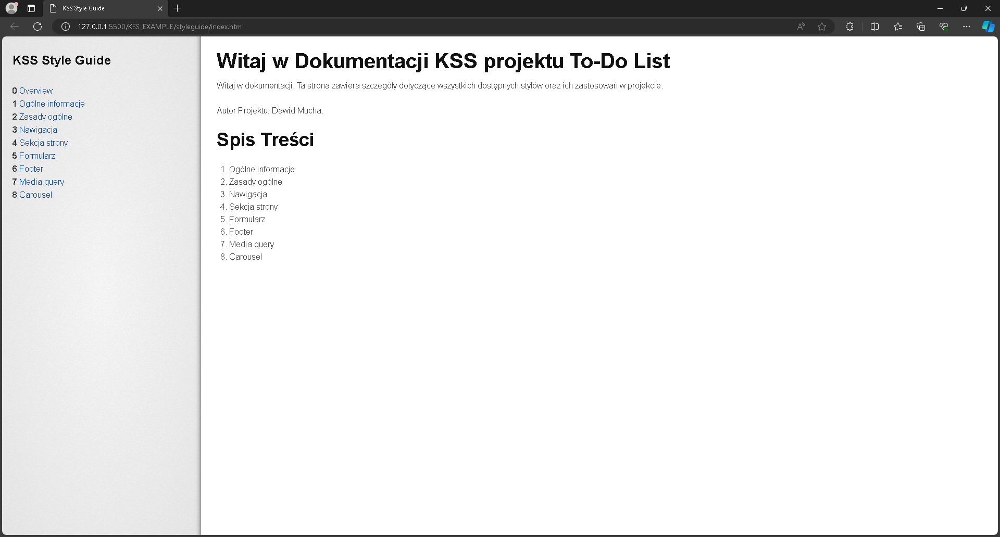 KSS Style Guide
127.0.0.1:5500/KSS_EXAMPLE/styleguide/index.html
KSS Style Guide
0 Overview
1 Ogólne informacje
2 Zasady ogólne
3 Nawigacja
4 Sekcja strony
5 Formularz
6 Footer
7 Media query
8 Carousel
Witaj w Dokumentacji KSS projektu To-Do List
Witaj w dokumentacji. Ta strona zawiera szczegóły dotyczące wszystkich dostępnych stylów oraz ich zastosowań w projekcie.
Autor Projektu: Dawid Mucha.
Spis Treści
1. Ogólne informacje
2. Zasady ogólne
3. Nawigacja
4. Sekcja strony
5. Formularz
6. Footer
7. Media query
8. Carousel